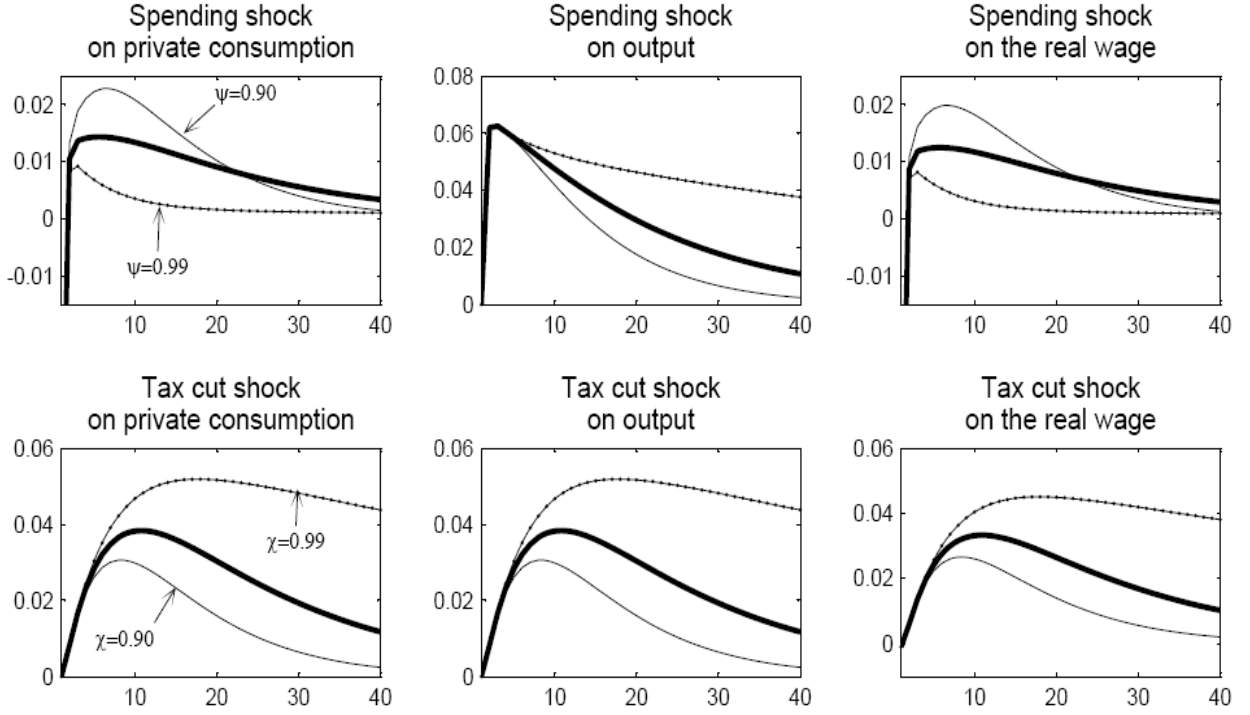 Spending shock
on private consumption
Spending shock
on output
Spending shock
on the real wage
0.02
0.01
0
-0.01
ψ=0.90
ψ=0.99
10 20 30 40
0.08
0.06
0.04
0.02
0
10 20 30 40
0.02
0.01
0
-0.01
10 20 30 40
Tax cut shock
on private consumption
Tax cut shock
on output
Tax cut shock
on the real wage
0.06
0.04
0.02
0
χ=0.99
χ=0.90
10 20 30 40
0.06
0.04
0.02
0
10 20 30 40
0.06
0.04
0.02
0
10 20 30 40